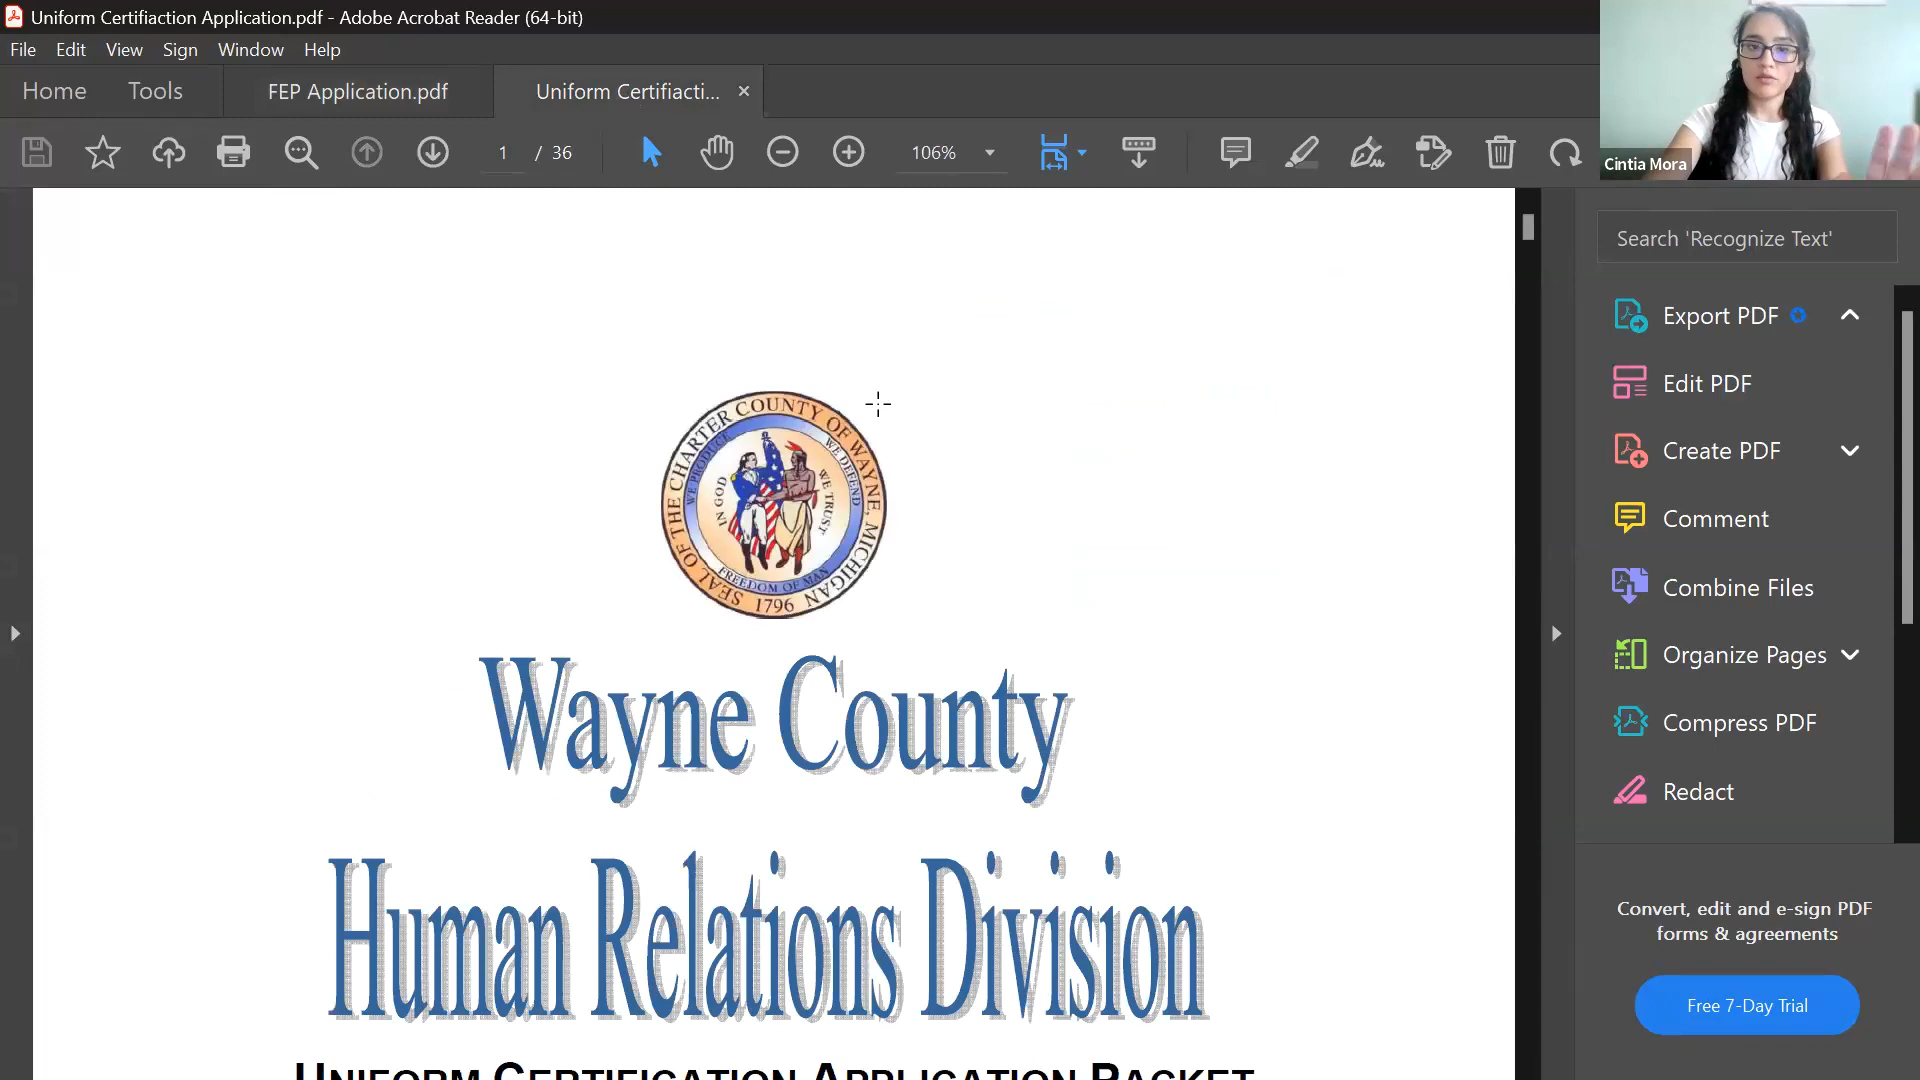 Uniform Certifiaction Application.pdf - Adobe Acrobat Reader (64-bit)
File Edit View Sign Window Help
Home Tools FEP Application.pdf Uniform Certifiacti...
1 / 36 106%
Cintia Mora
Search 'Recognize Text'
Export PDF
Edit PDF
Create PDF
Comment
Combine Files
Organize Pages
Compress PDF
Redact
Convert, edit and e-sign PDF
forms & agreements
Free 7-Day Trial
SEAL OF THE CHARTER COUNTY OF WAYNE, MICHIGAN
1796
WE PRODUCE WE DEFEND
FREEDOM OF MAN
IN GOD WE TRUST
Wayne County
Human Relations Division
UNIFORM CERTIFICATION APPLICATION PACKET